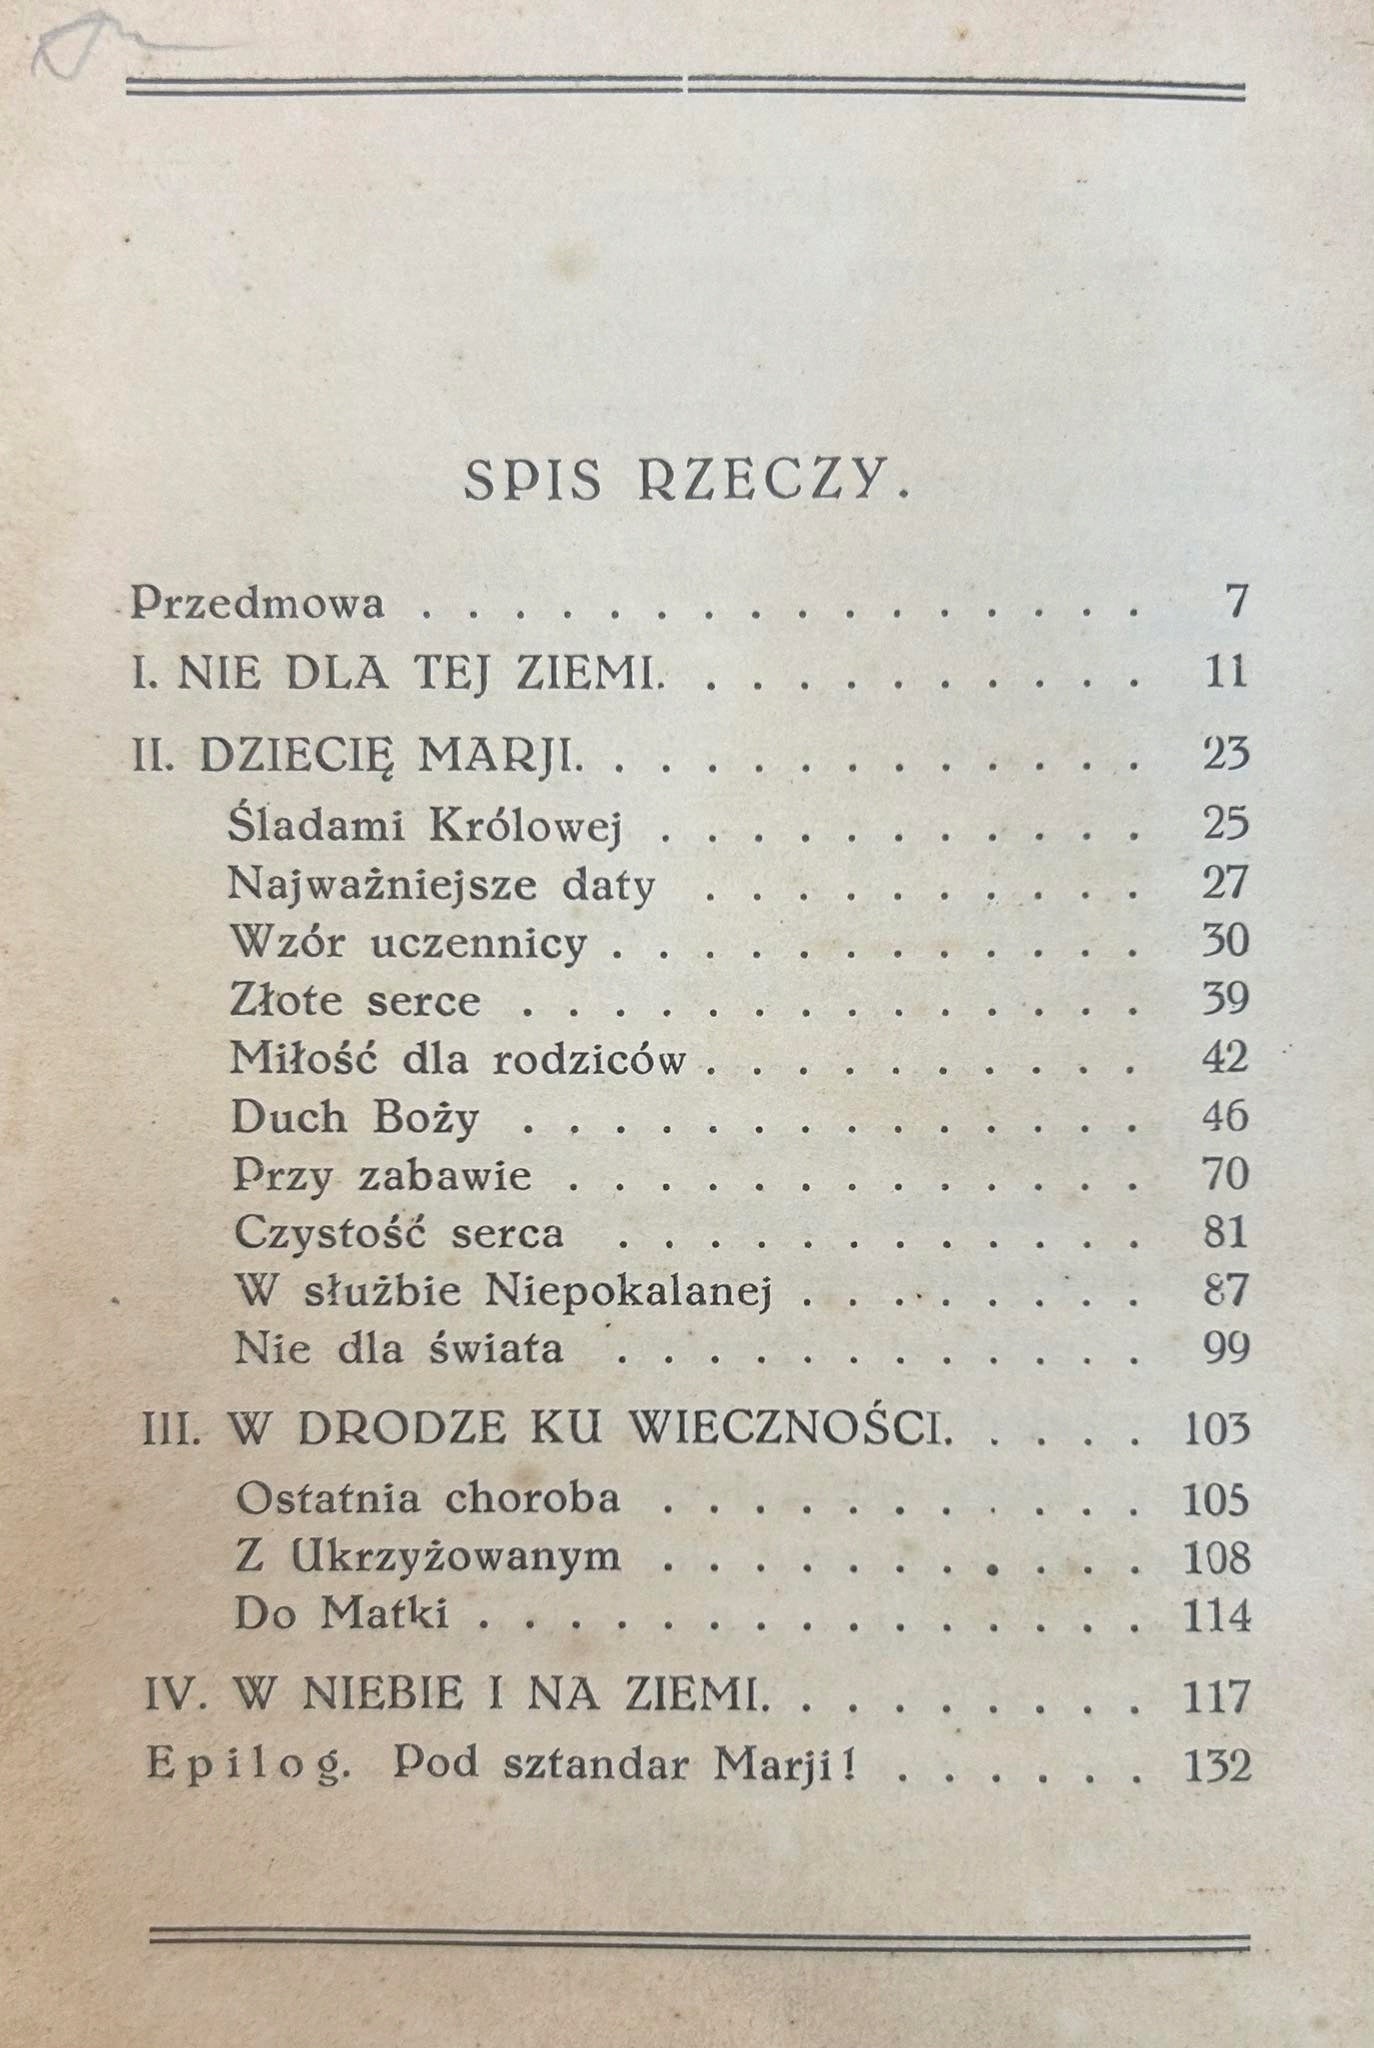 SPIS RZECZY.
Przedmowa . . . . . . . . . . . . . . . . 7
I. NIE DLA TEJ ZIEMI. . . . . . . . . . . 11
II. DZIECIĘ MARJI. . . . . . . . . . . . . 23
Śladami Królowej . . . . . . . . . . . 25
Najważniejsze daty . . . . . . . . . . 27
Wzór uczennicy . . . . . . . . . . . . 30
Złote serce . . . . . . . . . . . . . . 39
Miłość dla rodziców . . . . . . . . . . 42
Duch Boży . . . . . . . . . . . . . . 46
Przy zabawie . . . . . . . . . . . . . 70
Czystość serca . . . . . . . . . . . . 81
W służbie Niepokalanej . . . . . . . . 87
Nie dla świata . . . . . . . . . . . . 99
III. W DRODZE KU WIECZNOŚCI. . . . . 103
Ostatnia choroba . . . . . . . . . . . 105
Z Ukrzyżowanym . . . . . . . . . . . 108
Do Matki . . . . . . . . . . . . . . . 114
IV. W NIEBIE I NA ZIEMI. . . . . . . . . 117
Epilog. Pod sztandar Marji! . . . . . . 132